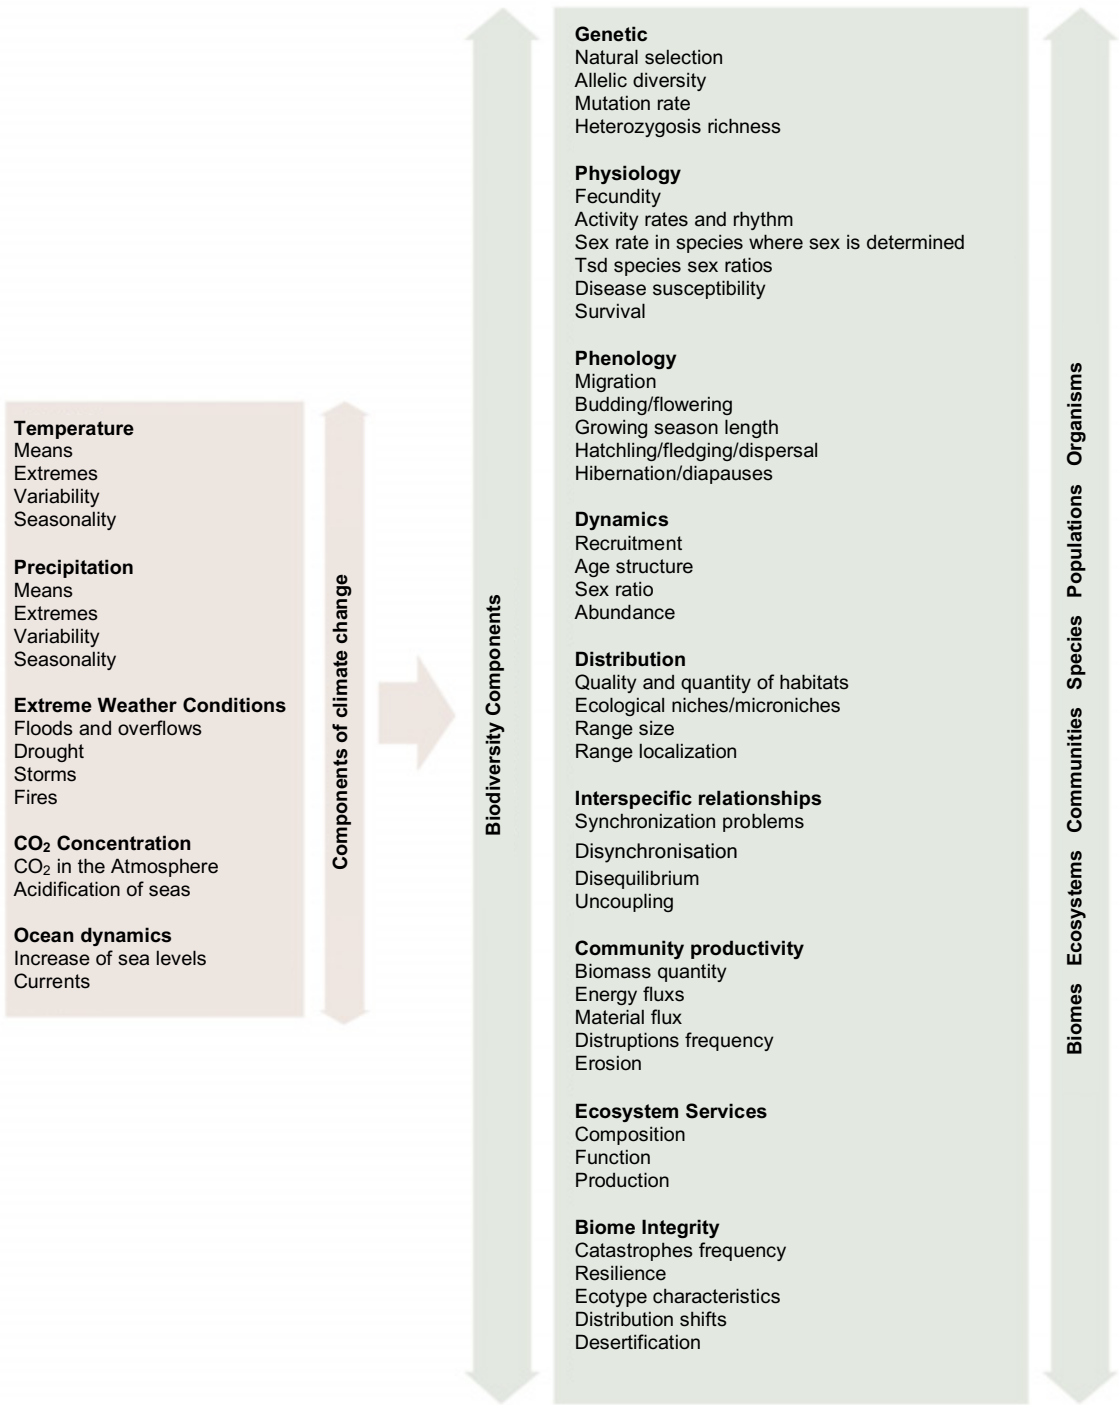 Temperature
Means
Extremes
Variability
Seasonality
Precipitation
Means
Extremes
Variability
Seasonality
Extreme Weather Conditions
Floods and overflows
Drought
Storms
Fires
CO₂ Concentration
CO₂ in the Atmosphere
Acidification of seas
Ocean dynamics
Increase of sea levels
Currents
Components of climate change
Biodiversity Components
Genetic
Natural selection
Allelic diversity
Mutation rate
Heterozygosis richness
Physiology
Fecundity
Activity rates and rhythm
Sex rate in species where sex is determined
Tsd species sex ratios
Disease susceptibility
Survival
Phenology
Migration
Budding/flowering
Growing season length
Hatchling/fledging/dispersal
Hibernation/diapauses
Dynamics
Recruitment
Age structure
Sex ratio
Abundance
Distribution
Quality and quantity of habitats
Ecological niches/microniches
Range size
Range localization
Interspecific relationships
Synchronization problems
Disynchronisation
Disequilibrium
Uncoupling
Community productivity
Biomass quantity
Energy fluxs
Material flux
Distruptions frequency
Erosion
Ecosystem Services
Composition
Function
Production
Biome Integrity
Catastrophes frequency
Resilience
Ecotype characteristics
Distribution shifts
Desertification
Biomes Ecosystems Communities Species Populations Organisms